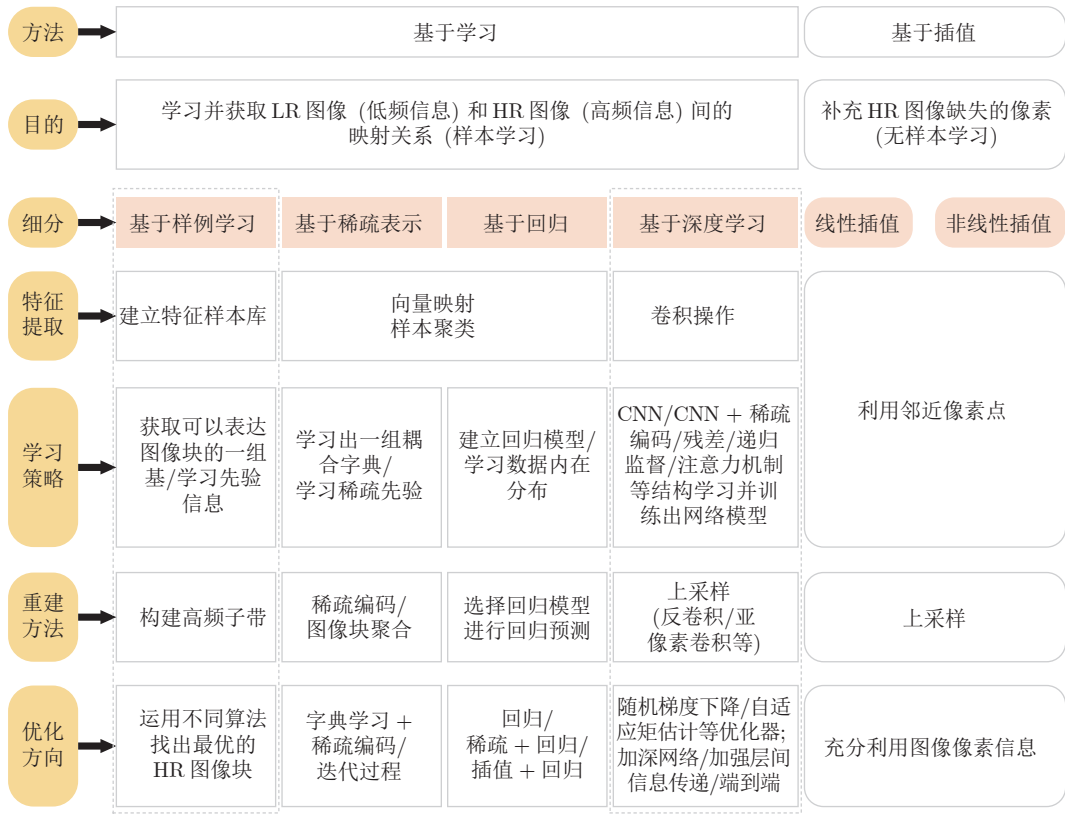 方法
基于学习
基于插值
目的
学习并获取 LR 图像 (低频信息) 和 HR 图像 (高频信息) 间的
映射关系 (样本学习)
补充 HR 图像缺失的像素
(无样本学习)
细分
基于样例学习
基于稀疏表示
基于回归
基于深度学习
线性插值
非线性插值
特征
提取
建立特征样本库
向量映射
样本聚类
卷积操作
利用邻近像素点
学习
策略
获取可以表达
图像块的一组
基/学习先验
信息
学习出一组耦
合字典/
学习稀疏先验
建立回归模型/
学习数据内在
分布
CNN/CNN + 稀疏
编码/残差/递归
监督/注意力机制
等结构学习并训
练出网络模型
重建
方法
构建高频子带
稀疏编码/
图像块聚合
选择回归模型
进行回归预测
上采样
(反卷积/亚
像素卷积等)
上采样
优化
方向
运用不同算法
找出最优的
HR 图像块
字典学习 +
稀疏编码/
迭代过程
回归/
稀疏 + 回归/
插值 + 回归
随机梯度下降/自适
应矩估计等优化器;
加深网络/加强层间
信息传递/端到端
充分利用图像像素信息